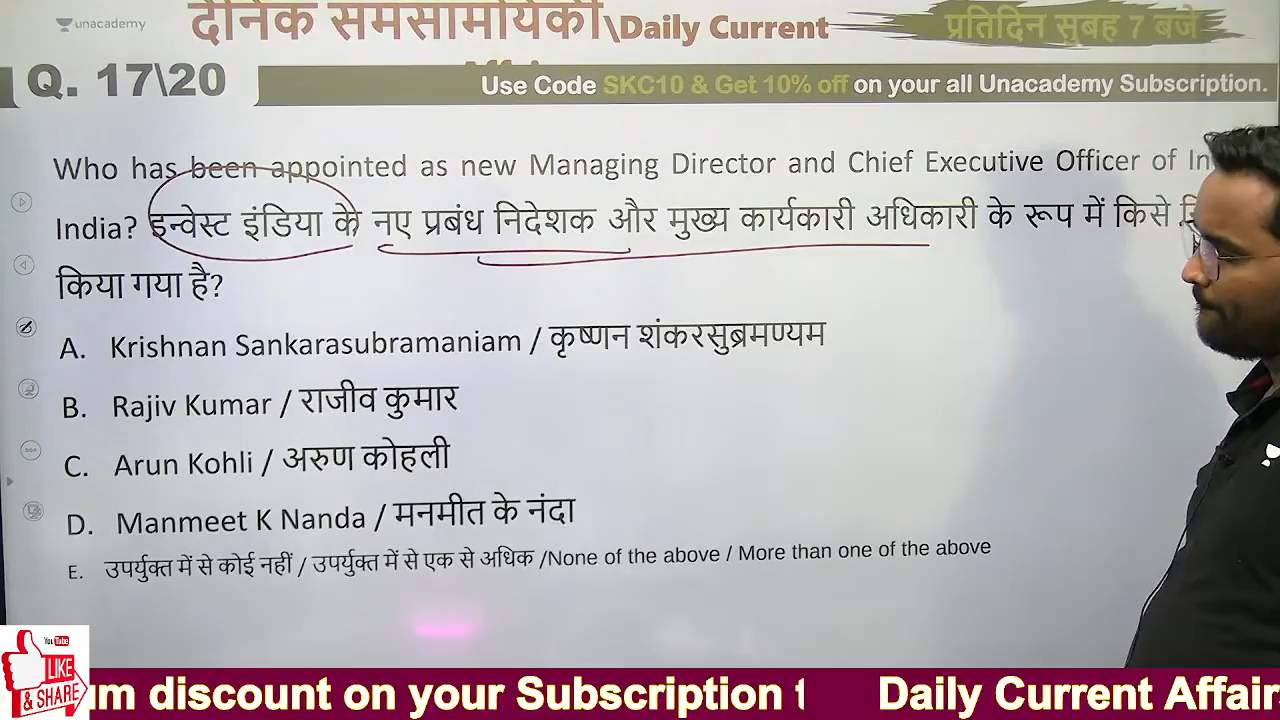 unacademy
दैनिक समसामयिकी\Daily Current
प्रतिदिन सुबह 7 बजे
Q. 17\20
Use Code SKC10 & Get 10% off on your all Unacademy Subscription.
Who has been appointed as new Managing Director and Chief Executive Officer of
India? इन्वेस्ट इंडिया के नए प्रबंध निदेशक और मुख्य कार्यकारी अधिकारी के रूप में किसे
किया गया है?
A. Krishnan Sankarasubramaniam / कृष्णन शंकरसुब्रमण्यम
B. Rajiv Kumar / राजीव कुमार
C. Arun Kohli / अरुण कोहली
D. Manmeet K Nanda / मनमीत के नंदा
E. उपर्युक्त में से कोई नहीं / उपर्युक्त में से एक से अधिक /None of the above / More than one of the above
You Tube
LIKE
& SHARE
um discount on your Subscription Daily Current Affair